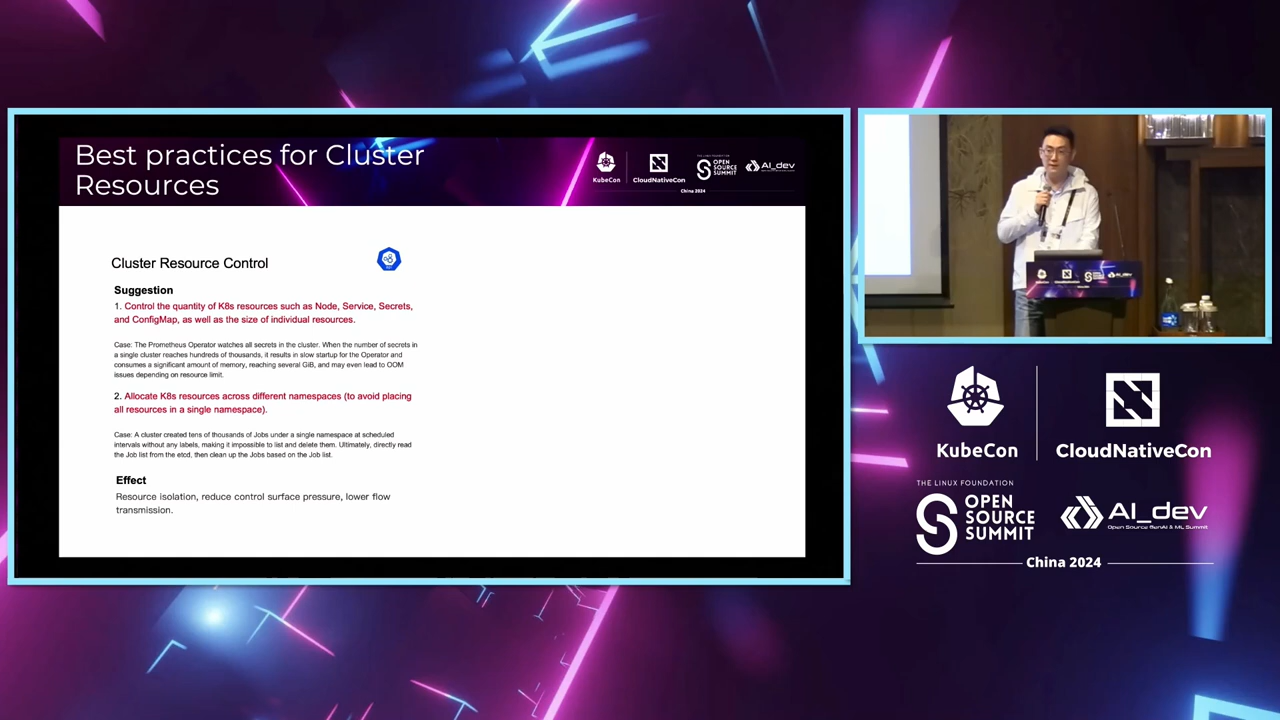 Best practices for Cluster
Resources
KubeCon
CloudNativeCon
THE LINUX FOUNDATION
OPEN
SOURCE
SUMMIT
AI_dev
China 2024
Cluster Resource Control
Suggestion
1. Control the quantity of K8s resources such as Node, Service, Secrets,
and ConfigMap, as well as the size of individual resources.
Case: The Prometheus Operator watches all secrets in the cluster. When the number of secrets in
a single cluster reaches hundreds of thousands, it results in slow startup for the Operator and
consumes a significant amount of memory, reaching several GiB, and may even lead to OOM
issues depending on resource limit.
2. Allocate K8s resources across different namespaces (to avoid placing
all resources in a single namespace).
Case: A cluster created tens of thousands of Jobs under a single namespace at scheduled
intervals without any labels, making it impossible to list and delete them. Ultimately, directly read
the Job list from the etcd, then clean up the Jobs based on the Job list.
Effect
Resource isolation, reduce control surface pressure, lower flow
transmission.
KubeCon
CloudNativeCon
THE LINUX FOUNDATION
OPEN
SOURCE
SUMMIT
AI_dev
Open Source GenAI & ML Summit
China 2024